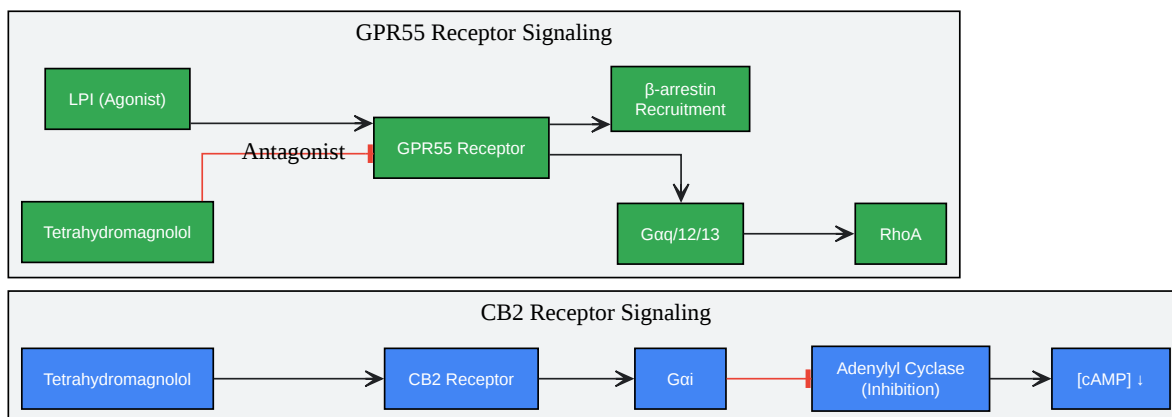 GPR55 Receptor Signaling
LPI (Agonist)
β-arrestin
Recruitment
GPR55 Receptor
Antagonist
Tetrahydromagnolol
Gαq/12/13
RhoA
CB2 Receptor Signaling
Tetrahydromagnolol
CB2 Receptor
Gαi
Adenylyl Cyclase
(Inhibition)
[cAMP] ↓